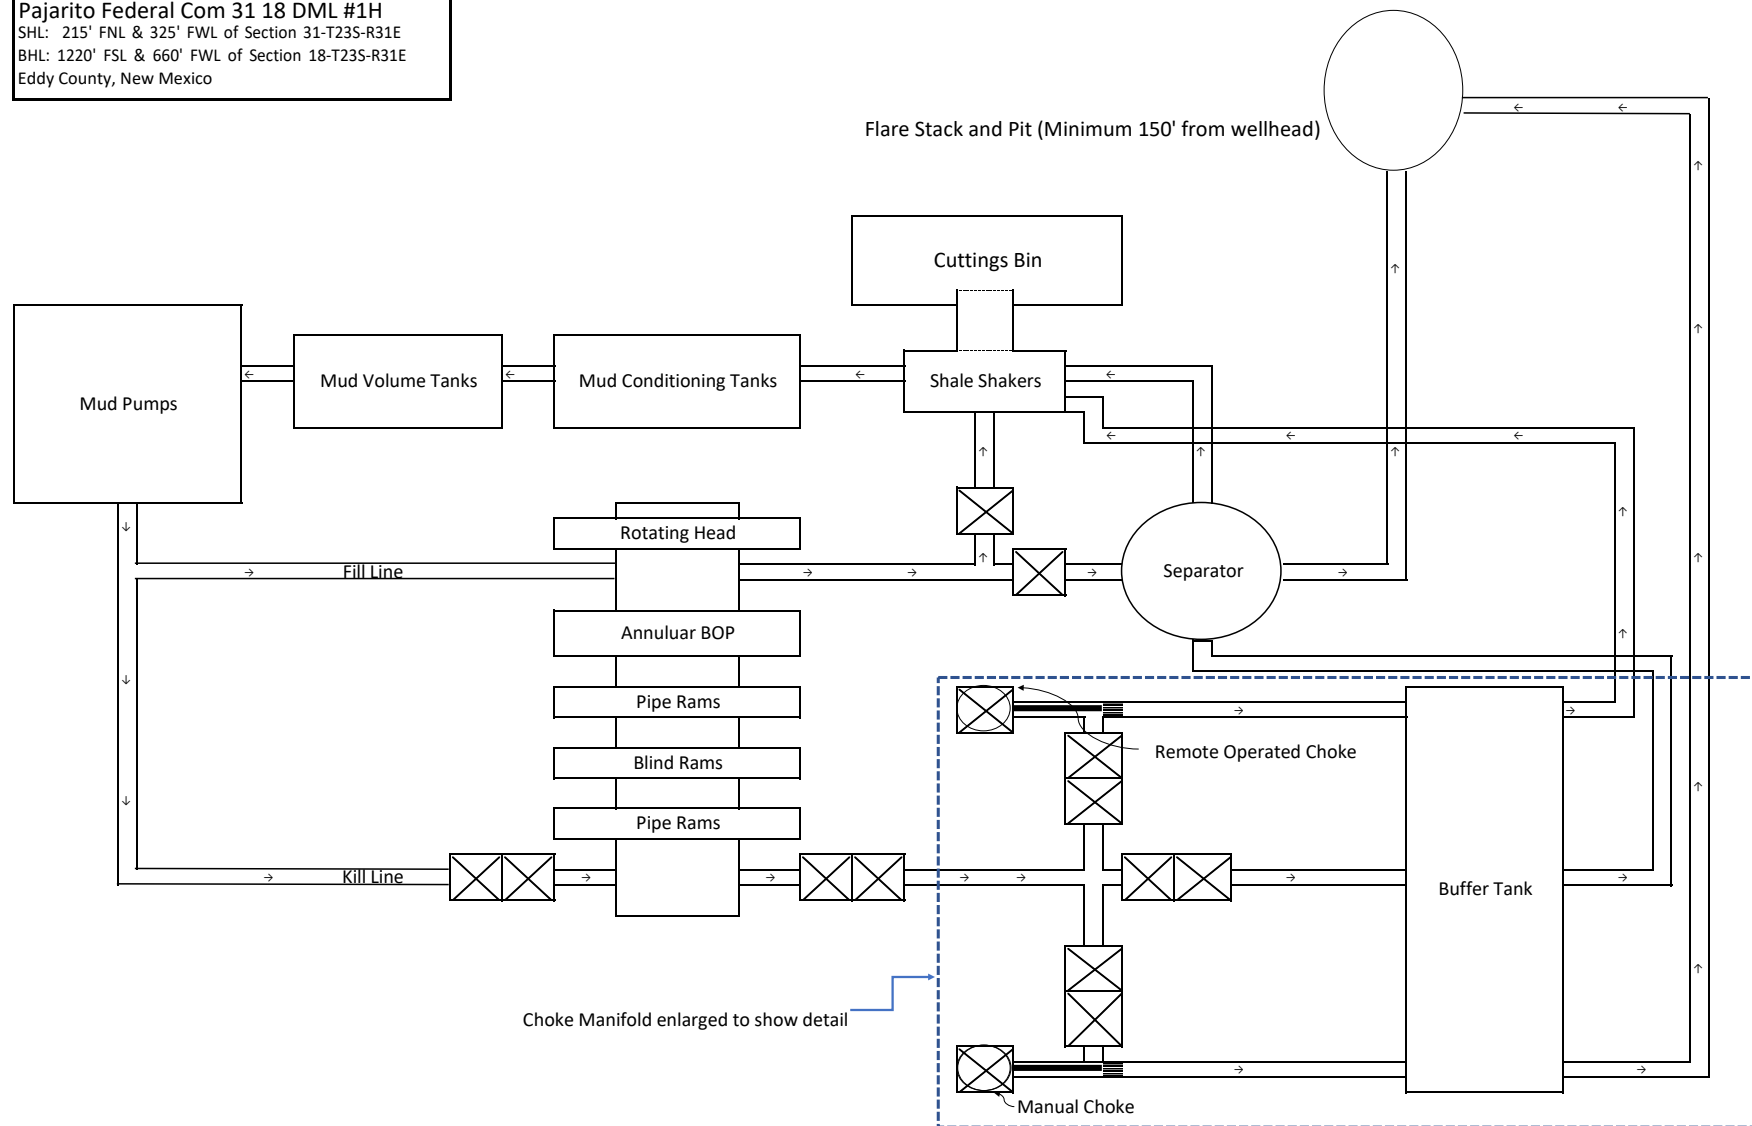 Pajarito Federal Com 31 18 DML #1H
SHL: 215' FNL & 325' FWL of Section 31-T23S-R31E
BHL: 1220' FSL & 660' FWL of Section 18-T23S-R31E
Eddy County, New Mexico
Flare Stack and Pit (Minimum 150' from wellhead)
Cuttings Bin
Mud Pumps
Mud Volume Tanks
Mud Conditioning Tanks
Shale Shakers
Rotating Head
Fill Line
Separator
Annuluar BOP
Pipe Rams
Remote Operated Choke
Blind Rams
Pipe Rams
Kill Line
Buffer Tank
Choke Manifold enlarged to show detail
Manual Choke